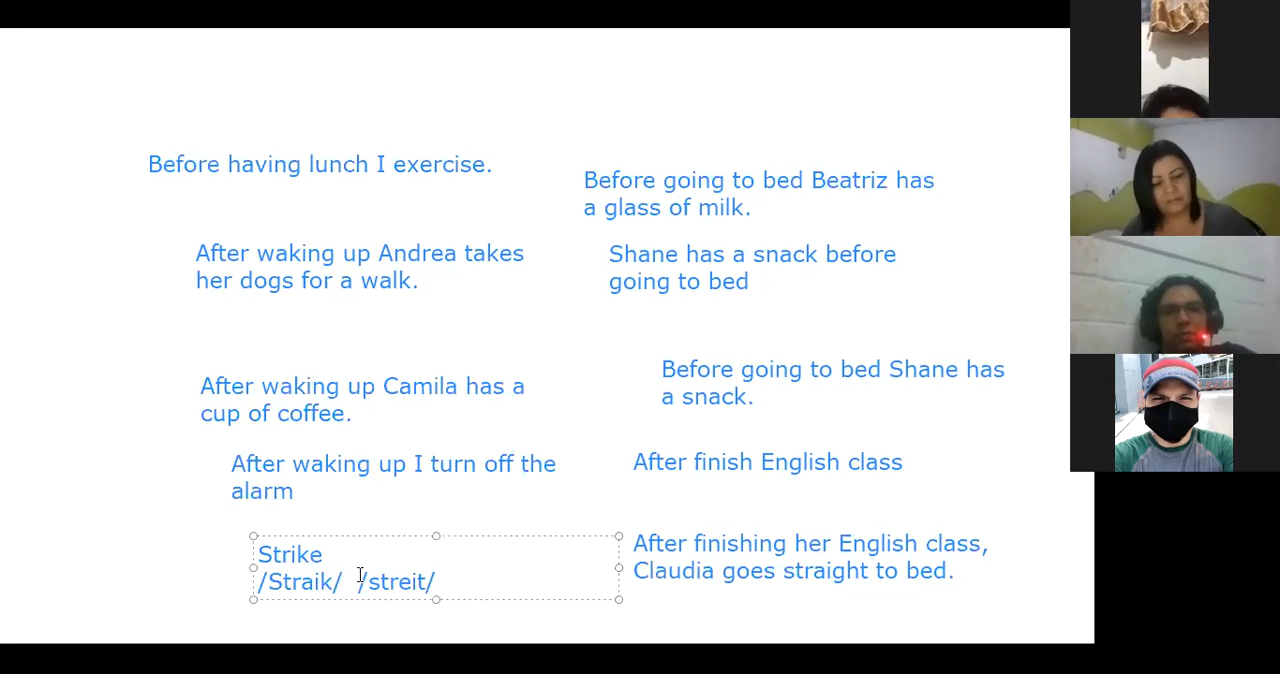 Before having lunch I exercise.
Before going to bed Beatriz has
a glass of milk.
After waking up Andrea takes
her dogs for a walk.
Shane has a snack before
going to bed
After waking up Camila has a
cup of coffee.
Before going to bed Shane has
a snack.
After waking up I turn off the
alarm
After finish English class
Strike
/Straik/  /streit/
After finishing her English class,
Claudia goes straight to bed.